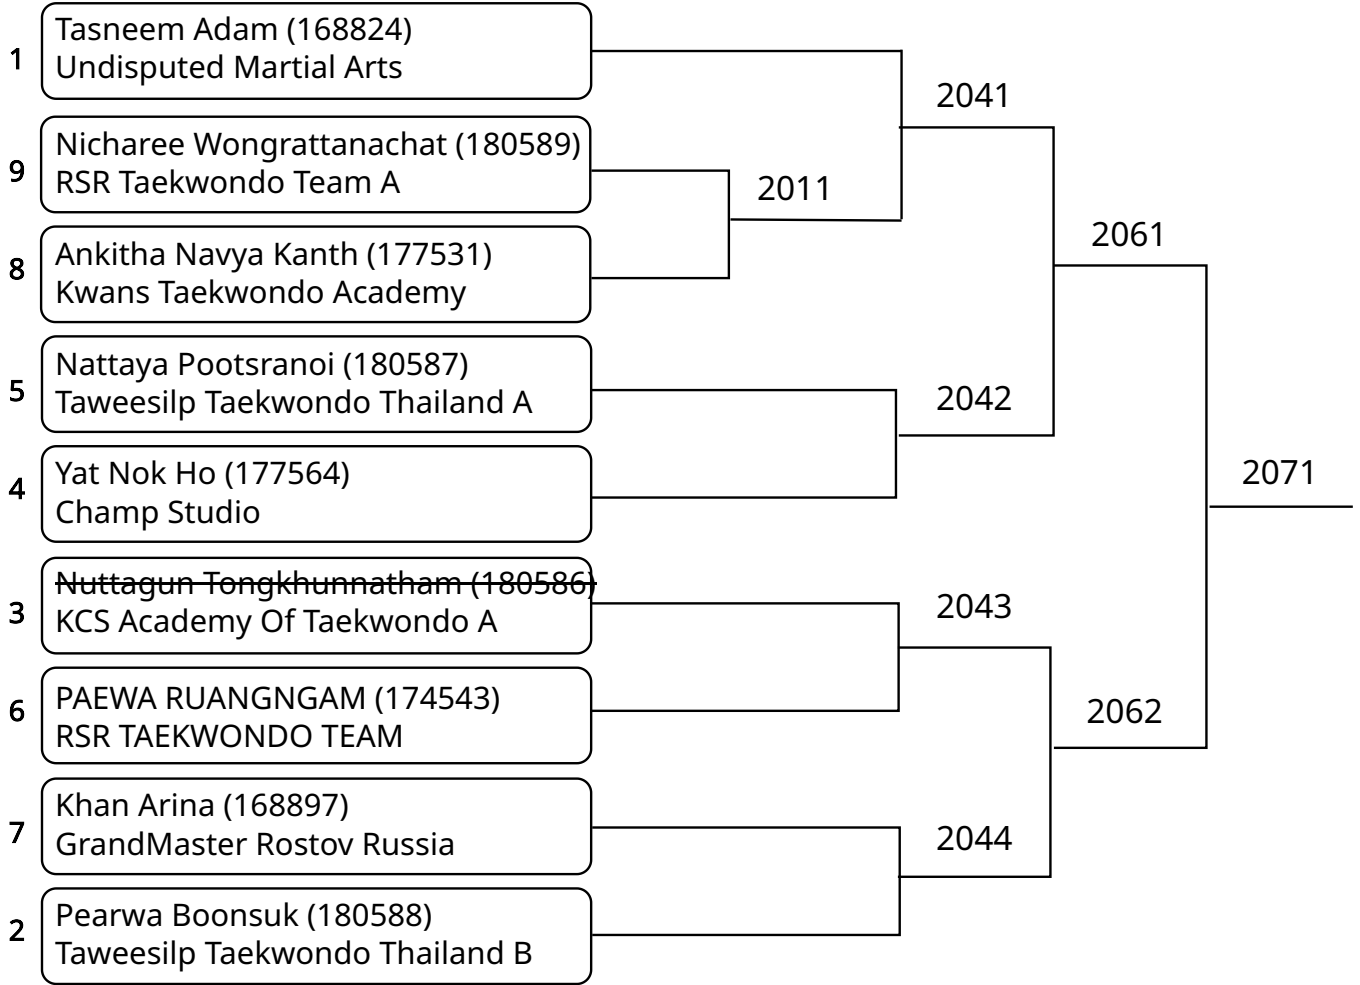 1
Tasneem Adam (168824)
Undisputed Martial Arts
2041
9
Nicharee Wongrattanachat (180589)
RSR Taekwondo Team A
2011
8
Ankitha Navya Kanth (177531)
Kwans Taekwondo Academy
2061
5
Nattaya Pootsranoi (180587)
Taweesilp Taekwondo Thailand A
2042
4
Yat Nok Ho (177564)
Champ Studio
2071
3
Nuttagun Tongkhunnatham (180586)
KCS Academy Of Taekwondo A
2043
6
PAEWA RUANGNGAM (174543)
RSR TAEKWONDO TEAM
2062
7
Khan Arina (168897)
GrandMaster Rostov Russia
2044
2
Pearwa Boonsuk (180588)
Taweesilp Taekwondo Thailand B